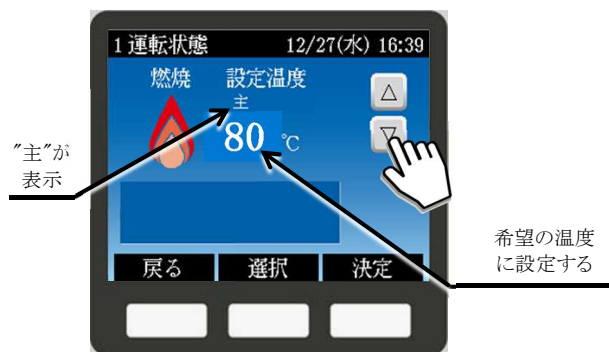 1 運転状態 12/27(水) 16:39
燃焼 設定温度
主
80 ℃
△
▽
"主"が
表示
希望の温度
に設定する
戻る 選択 決定